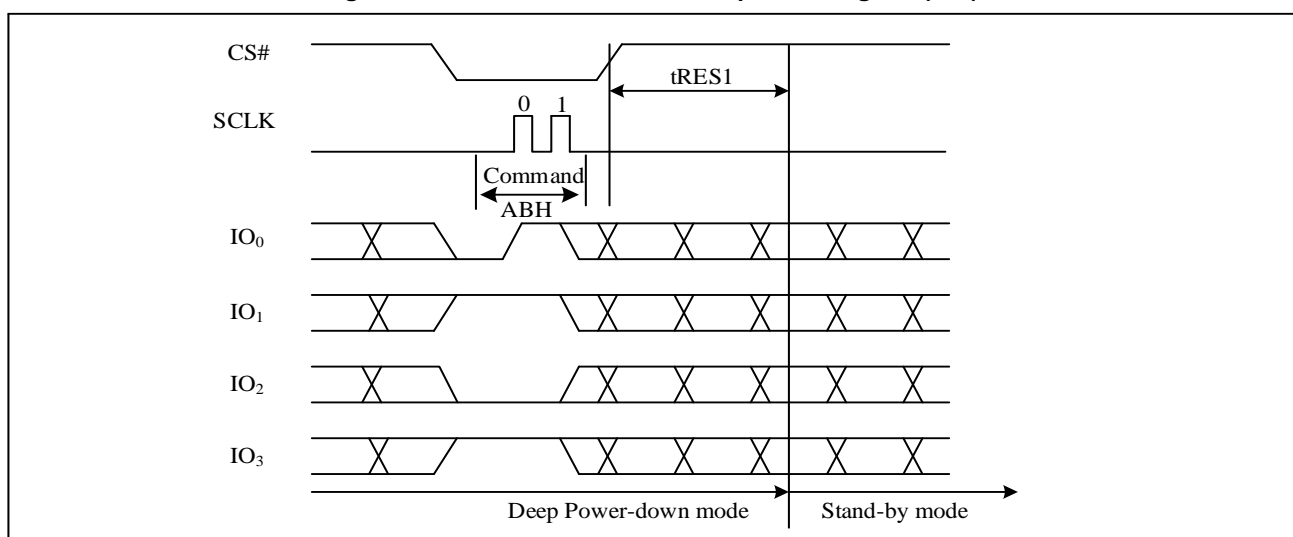 CS#
tRES1
0 1
SCLK
Command
ABH
IO0
IO1
IO2
IO3
Deep Power-down mode Stand-by mode